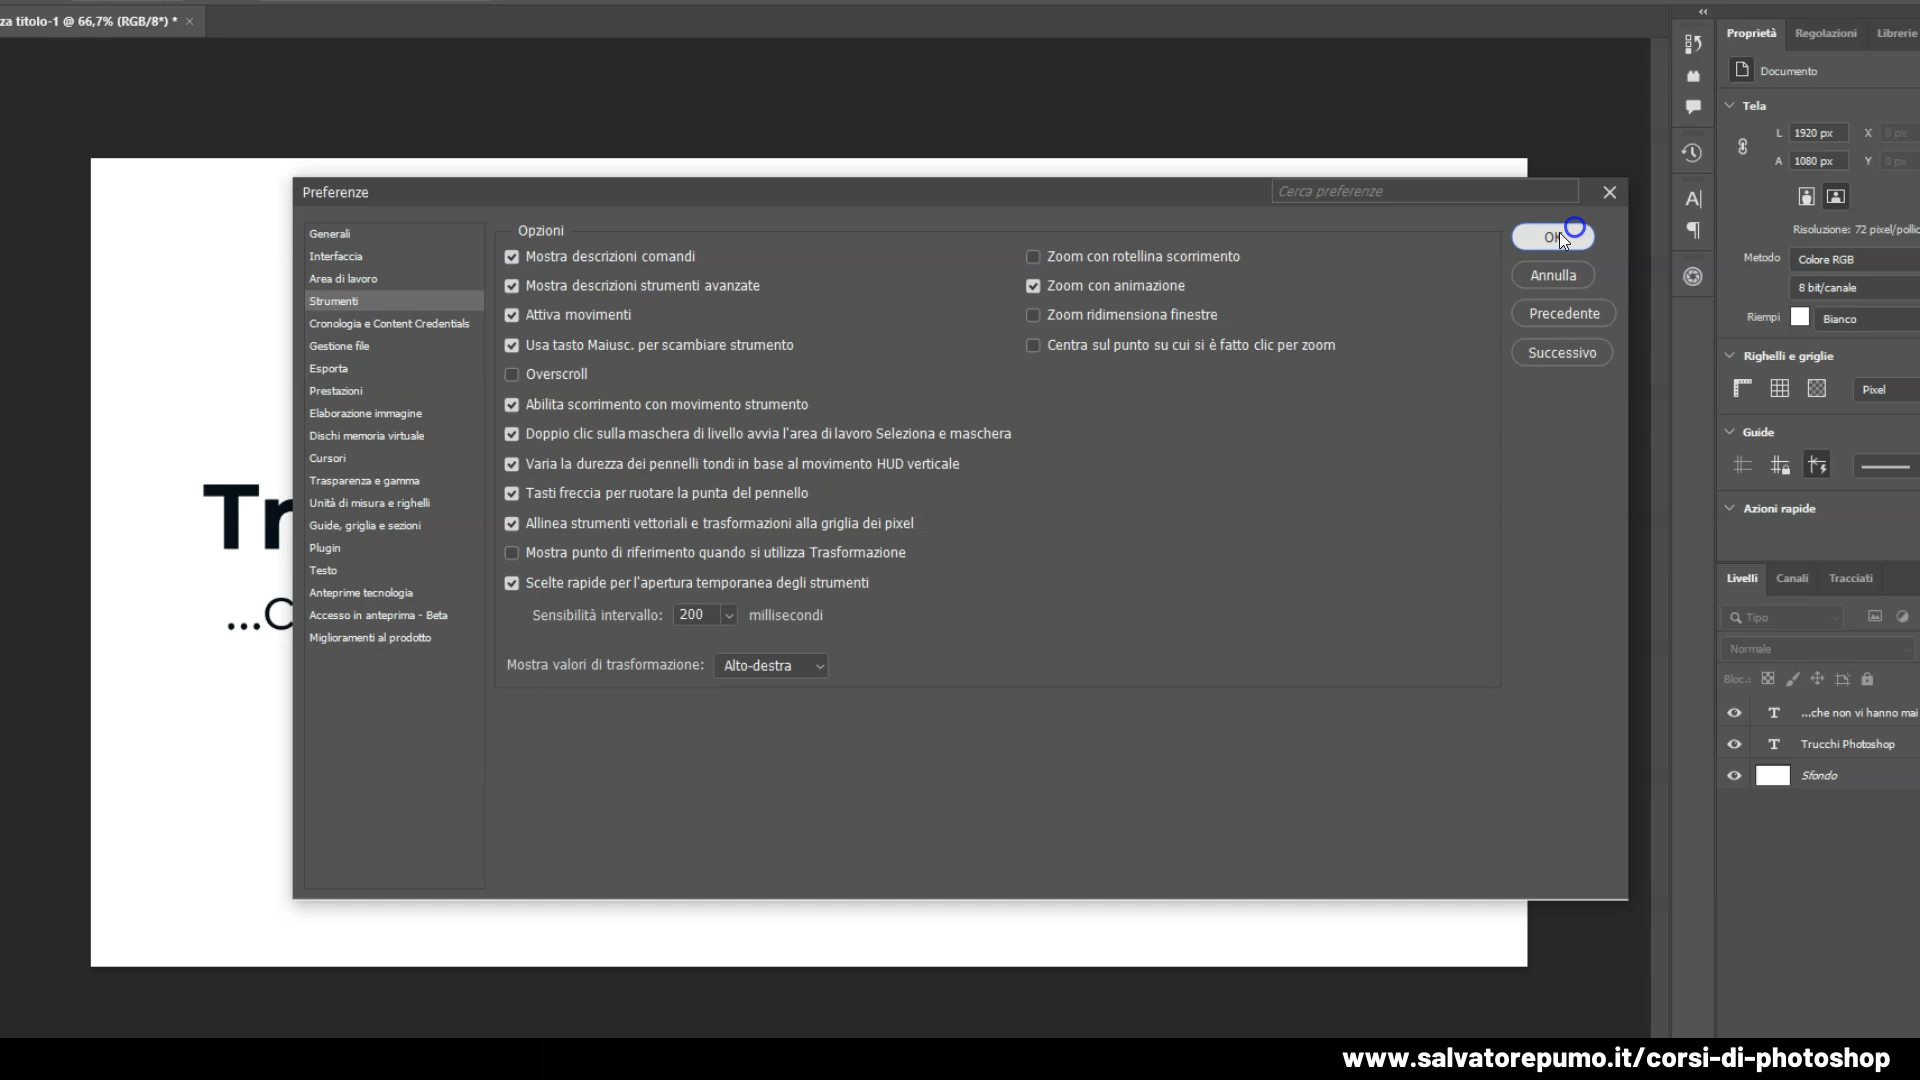 za titolo-1 @ 66,7% (RGB/8*) *
Preferenze
Cerca preferenze
Generali
Interfaccia
Area di lavoro
Strumenti
Cronologia e Content Credentials
Gestione file
Esporta
Prestazioni
Elaborazione immagine
Dischi memoria virtuale
Cursori
Trasparenza e gamma
Unità di misura e righelli
Guide, griglia e sezioni
Plugin
Testo
Anteprime tecnologia
Accesso in anteprima - Beta
Miglioramenti al prodotto
Opzioni
Mostra descrizioni comandi
Mostra descrizioni strumenti avanzate
Attiva movimenti
Usa tasto Maiusc. per scambiare strumento
Overscroll
Abilita scorrimento con movimento strumento
Doppio clic sulla maschera di livello avvia l'area di lavoro Seleziona e maschera
Varia la durezza dei pennelli tondi in base al movimento HUD verticale
Tasti freccia per ruotare la punta del pennello
Allinea strumenti vettoriali e trasformazioni alla griglia dei pixel
Mostra punto di riferimento quando si utilizza Trasformazione
Scelte rapide per l'apertura temporanea degli strumenti
Sensibilità intervallo: 200 millisecondi
Mostra valori di trasformazione: Alto-destra
Zoom con rotellina scorrimento
Zoom con animazione
Zoom ridimensiona finestre
Centra sul punto su cui si è fatto clic per zoom
OK
Annulla
Precedente
Successivo
Tr
...c
Proprietà Regolazioni Librerie
Documento
Tela
L 1920 px X 0 px
A 1080 px Y 0 px
Risoluzione: 72 pixel/pollic
Metodo Colore RGB
8 bit/canale
Riempi Bianco
Righelli e griglie
Pixel
Guide
Azioni rapide
Livelli Canali Tracciati
Tipo
Normale
Bloc.:
T ...che non vi hanno mai
T Trucchi Photoshop
Sfondo
www.salvatorepumo.it/corsi-di-photoshop